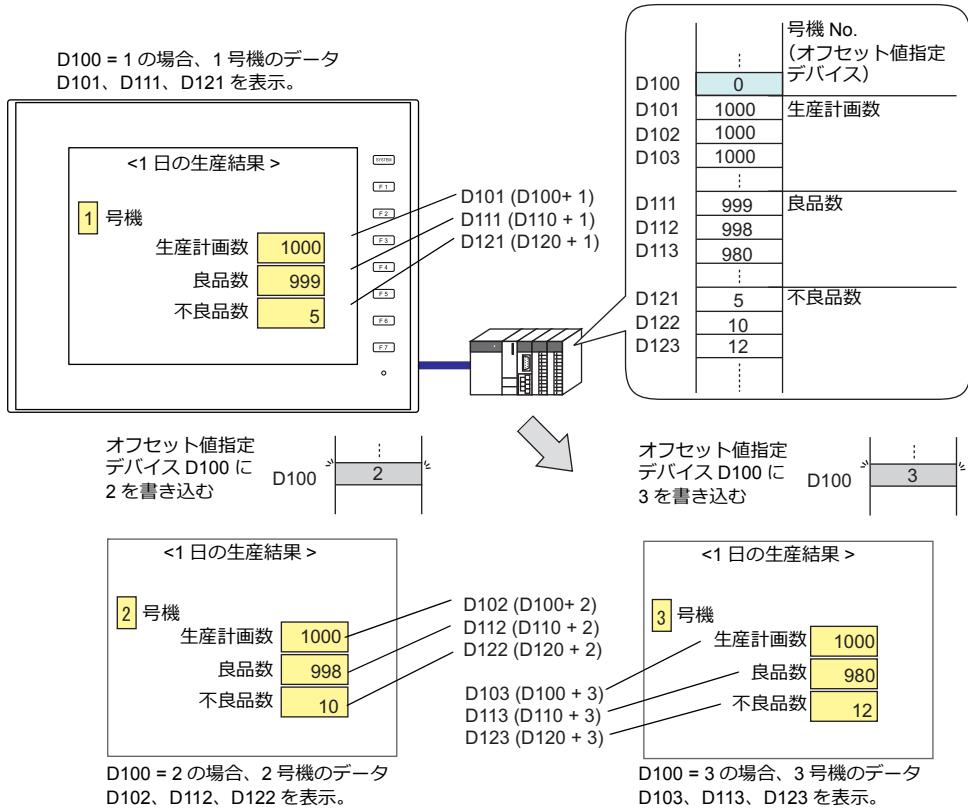 D100 = 1 の場合、1 号機のデータ
D101、D111、D121 を表示。
<1 日の生産結果 >
1 号機
生産計画数 1000
良品数 999
不良品数 5
SYSTEM
F1
F2
F3
F4
F5
F6
F7
D101 (D100+ 1)
D111 (D110 + 1)
D121 (D120 + 1)
号機 No.
（オフセット値指定
デバイス）
D100 0
D101 1000 生産計画数
D102 1000
D103 1000
D111 999 良品数
D112 998
D113 980
D121 5 不良品数
D122 10
D123 12
オフセット値指定
デバイス D100 に
2 を書き込む
D100 2
オフセット値指定
デバイス D100 に
3 を書き込む
D100 3
<1 日の生産結果 >
2 号機
生産計画数 1000
良品数 998
不良品数 10
D102 (D100+ 2)
D112 (D110 + 2)
D122 (D120 + 2)
D103 (D100 + 3)
D113 (D110 + 3)
D123 (D120 + 3)
<1 日の生産結果 >
3 号機
生産計画数 1000
良品数 980
不良品数 12
D100 = 2 の場合、2 号機のデータ
D102、D112、D122 を表示。
D100 = 3 の場合、3 号機のデータ
D103、D113、D123 を表示。